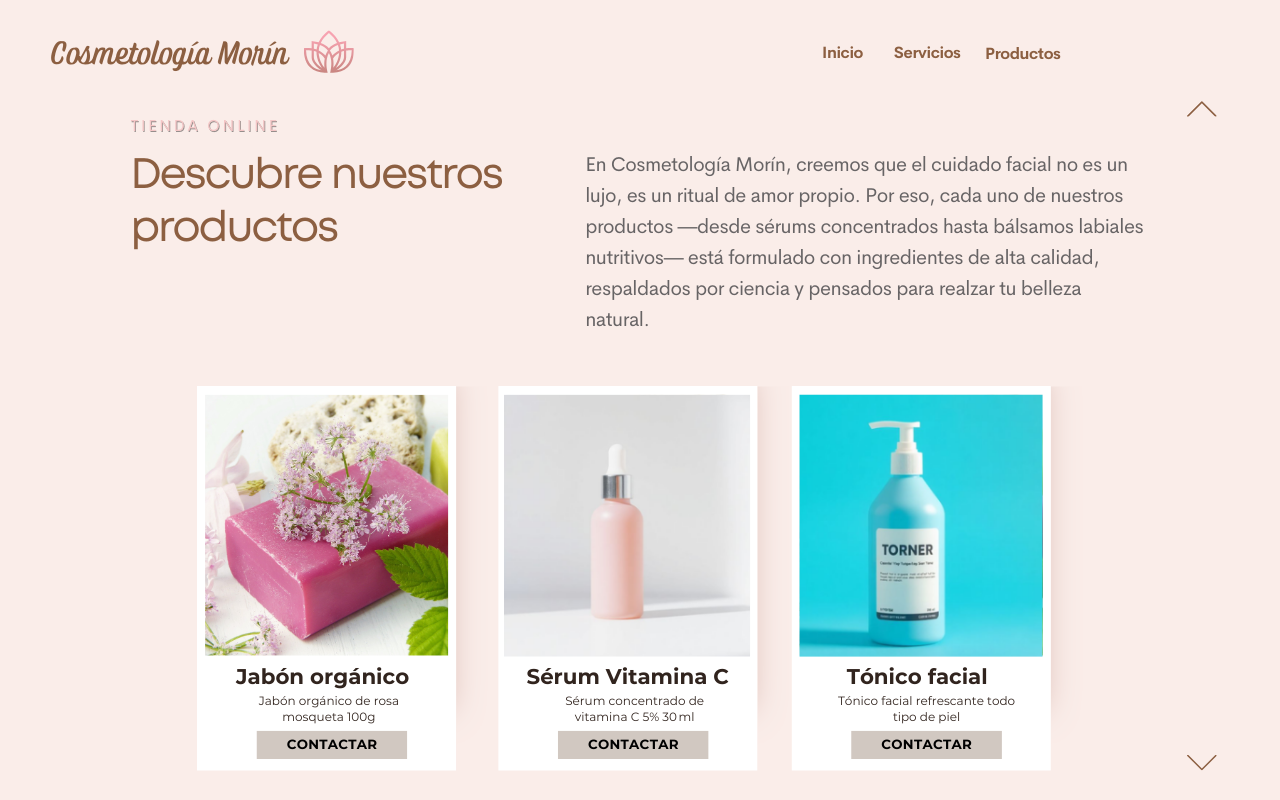 Cosmetología Morín
Inicio Servicios Productos
TIENDA ONLINE
Descubre nuestros
productos
En Cosmetología Morín, creemos que el cuidado facial no es un
lujo, es un ritual de amor propio. Por eso, cada uno de nuestros
productos —desde sérums concentrados hasta bálsamos labiales
nutritivos— está formulado con ingredientes de alta calidad,
respaldados por ciencia y pensados para realzar tu belleza
natural.
TORNER
Jabón orgánico
Jabón orgánico de rosa
mosqueta 100g
CONTACTAR
Sérum Vitamina C
Sérum concentrado de
vitamina C 5% 30 ml
CONTACTAR
Tónico facial
Tónico facial refrescante todo
tipo de piel
CONTACTAR